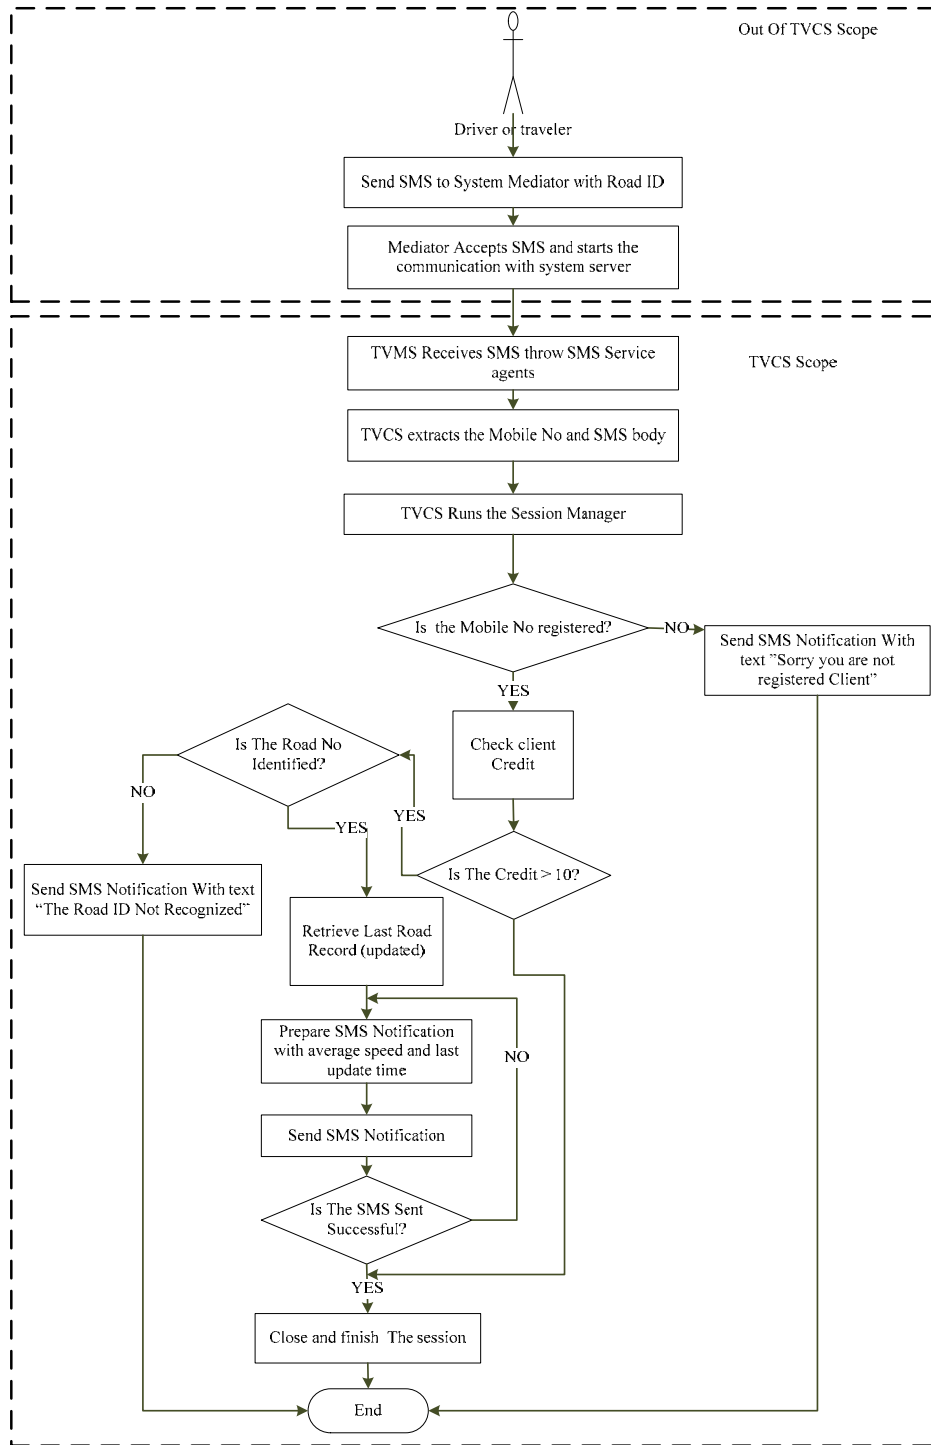 Out Of TVCS Scope
Driver or traveler
Send SMS to System Mediator with Road ID
Mediator Accepts SMS and starts the
communication with system server
TVMS Receives SMS throw SMS Service
agents
TVCS Scope
TVCS extracts the Mobile No and SMS body
TVCS Runs the Session Manager
Is the Mobile No registered?
NO
Send SMS Notification With
text ”Sorry you are not
registered Client”
YES
Check client
Credit
Is The Road No
Identified?
NO
YES
YES
Is The Credit > 10?
Send SMS Notification With text
“The Road ID Not Recognized”
Retrieve Last Road
Record (updated)
Prepare SMS Notification
with average speed and last
update time
NO
Send SMS Notification
Is The SMS Sent
Successful?
YES
Close and finish The session
End